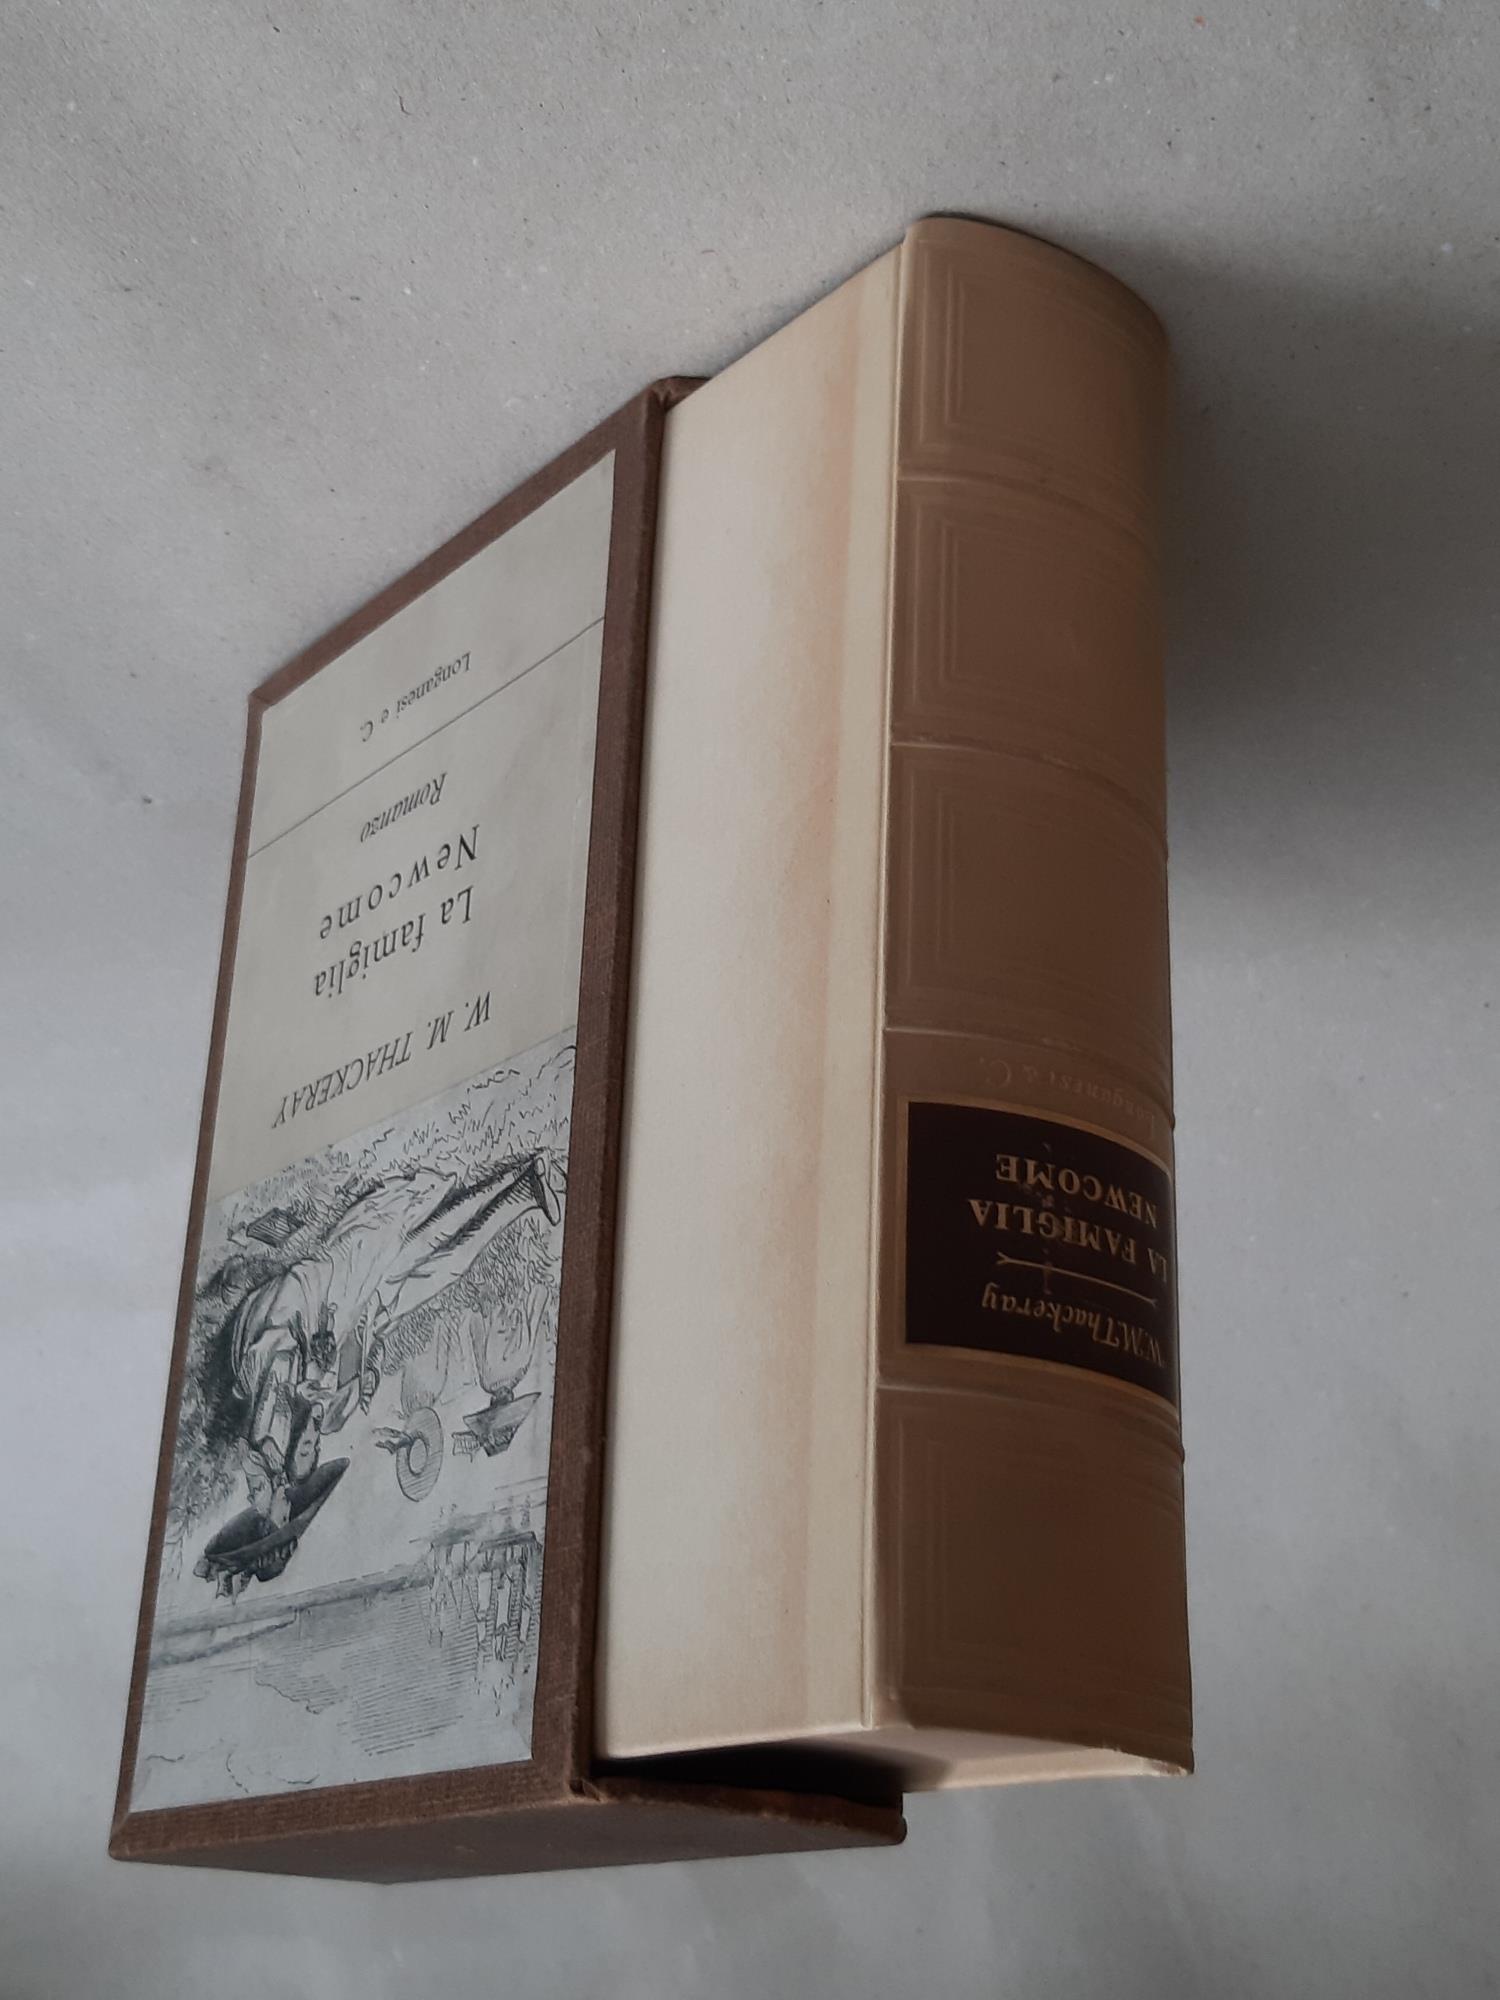 W. M. THACKERAY
La famiglia
Newcome
Romanzo
Longanesi e C.
W. M. Thackeray
LA FAMIGLIA
NEWCOME
Longanesi & C.